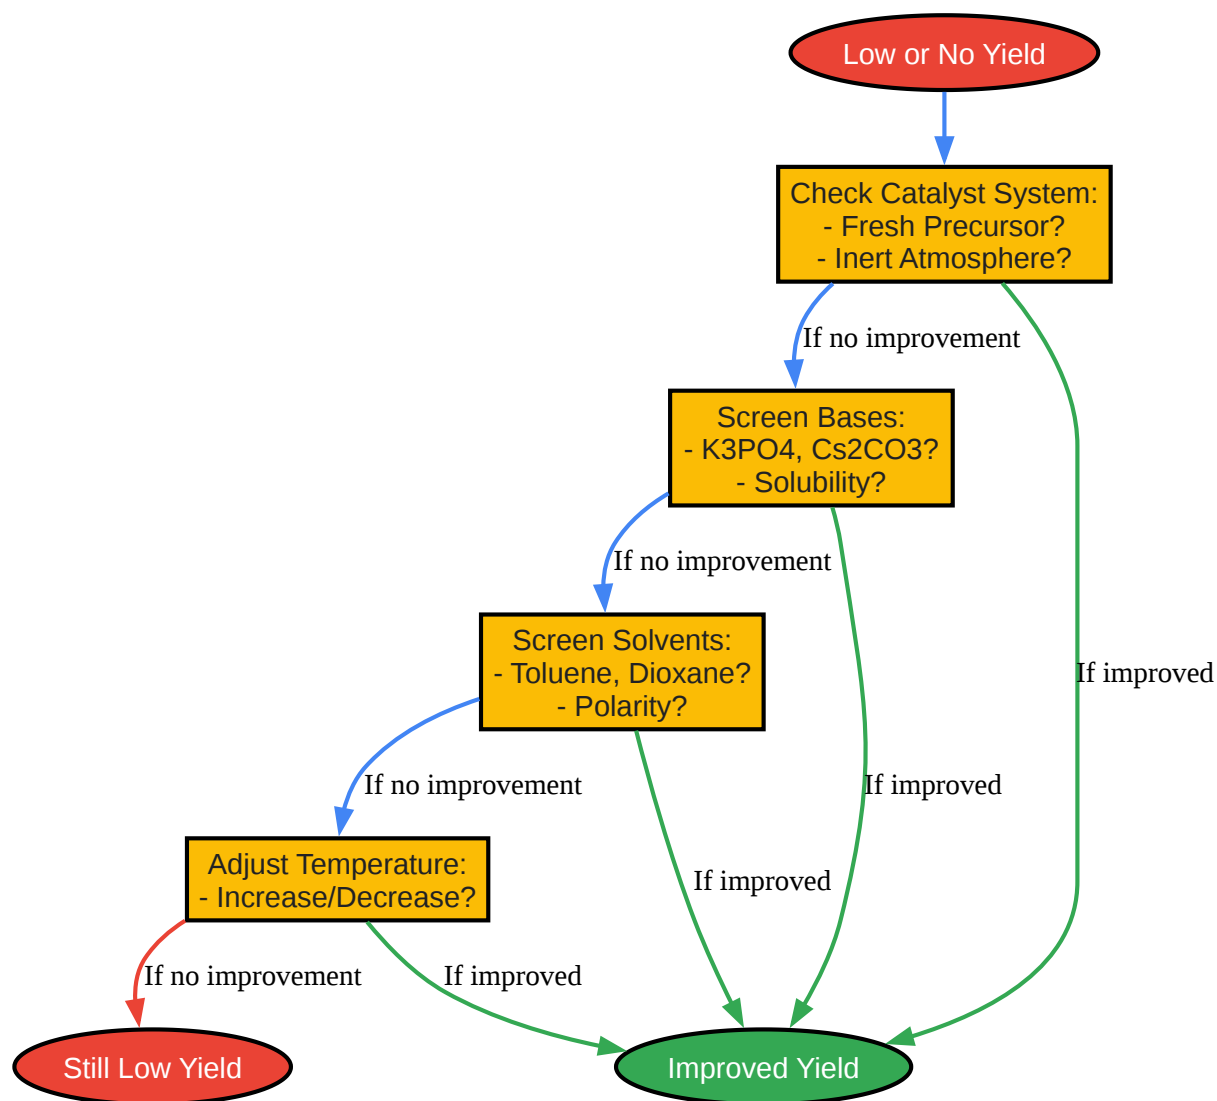 Low or No Yield
Check Catalyst System:
- Fresh Precursor?
- Inert Atmosphere?
If no improvement
Screen Bases:
- K3PO4, Cs2CO3?
- Solubility?
If no improvement
Screen Solvents:
- Toluene, Dioxane?
- Polarity?
If improved
If no improvement
If improved
Adjust Temperature:
- Increase/Decrease?
If improved
If no improvement
If improved
Still Low Yield
Improved Yield